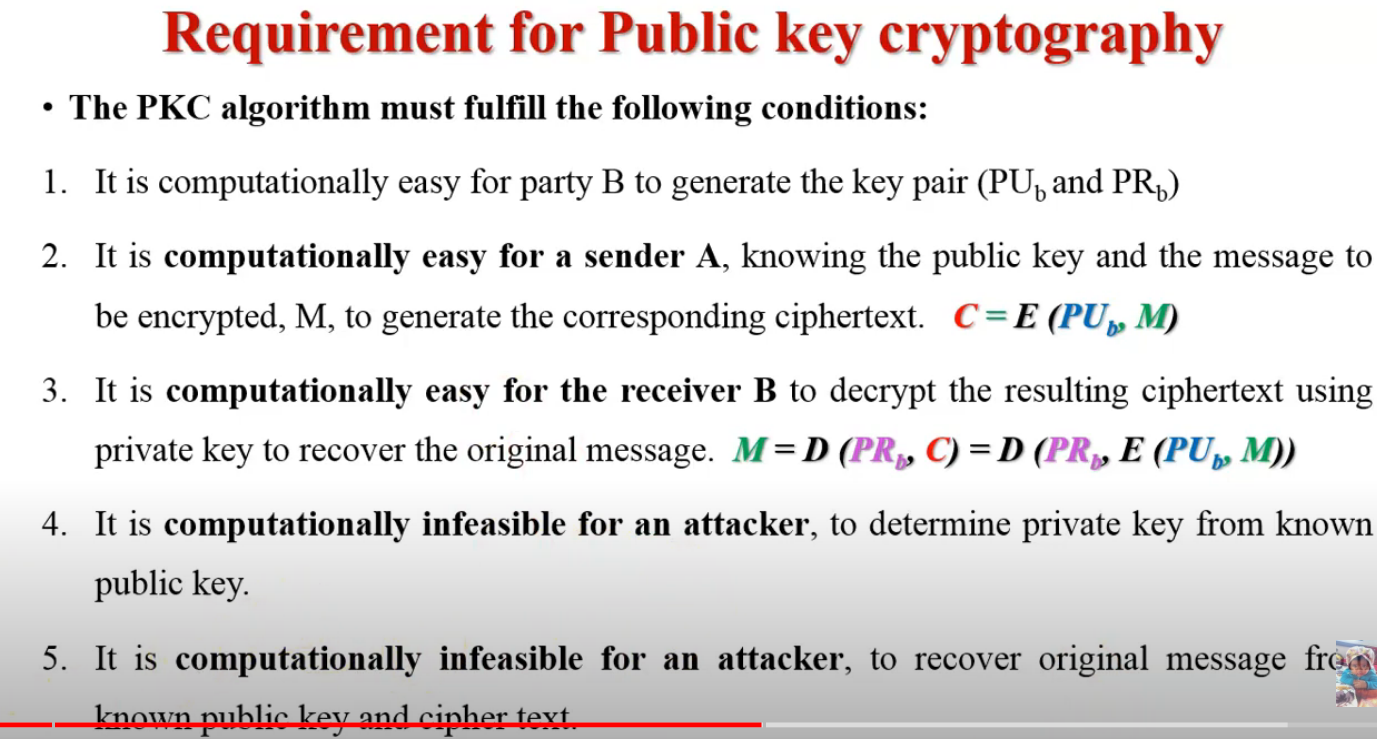 Requirement for Public key cryptography
• The PKC algorithm must fulfill the following conditions:
1. It is computationally easy for party B to generate the key pair (PU_b and PR_b)
2. It is computationally easy for a sender A, knowing the public key and the message to
be encrypted, M, to generate the corresponding ciphertext. C = E (PU_b, M)
3. It is computationally easy for the receiver B to decrypt the resulting ciphertext using
private key to recover the original message. M = D (PR_b, C) = D (PR_b, E (PU_b, M))
4. It is computationally infeasible for an attacker, to determine private key from known
public key.
5. It is computationally infeasible for an attacker, to recover original message fro
known public key and cipher text.